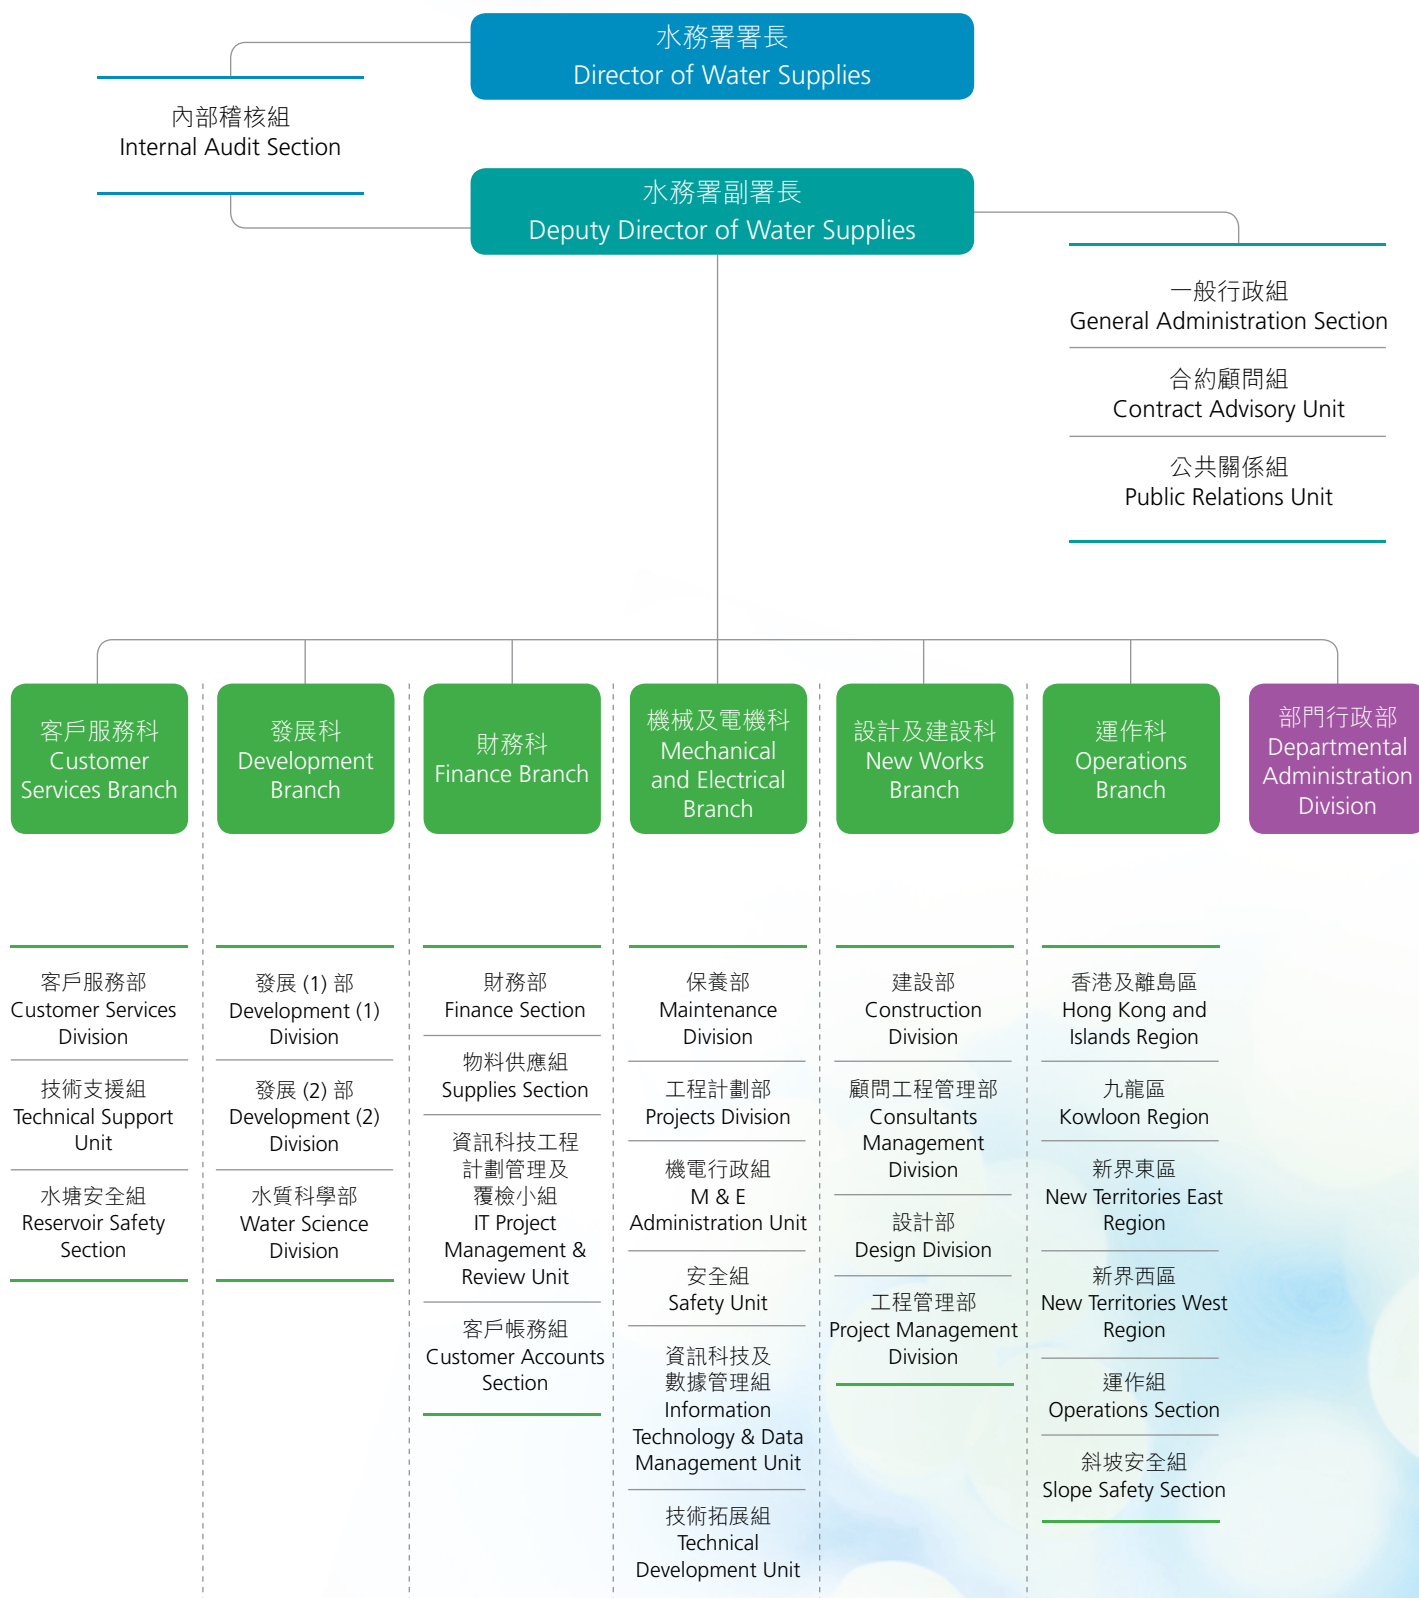 水務署署長
Director of Water Supplies
內部稽核組
Internal Audit Section
水務署副署長
Deputy Director of Water Supplies
一般行政組
General Administration Section
合約顧問組
Contract Advisory Unit
公共關係組
Public Relations Unit
客戶服務科
Customer
Services Branch
發展科
Development
Branch
財務科
Finance Branch
機械及電機科
Mechanical
and Electrical
Branch
設計及建設科
New Works
Branch
運作科
Operations
Branch
部門行政部
Departmental
Administration
Division
客戶服務部
Customer Services
Division
技術支援組
Technical Support
Unit
水塘安全組
Reservoir Safety
Section
發展 (1) 部
Development (1)
Division
發展 (2) 部
Development (2)
Division
水質科學部
Water Science
Division
財務部
Finance Section
物料供應組
Supplies Section
資訊科技工程
計劃管理及
覆檢小組
IT Project
Management &
Review Unit
客戶帳務組
Customer Accounts
Section
保養部
Maintenance
Division
工程計劃部
Projects Division
機電行政組
M & E
Administration Unit
安全組
Safety Unit
資訊科技及
數據管理組
Information
Technology & Data
Management Unit
技術拓展組
Technical
Development Unit
建設部
Construction
Division
顧問工程管理部
Consultants
Management
Division
設計部
Design Division
工程管理部
Project Management
Division
香港及離島區
Hong Kong and
Islands Region
九龍區
Kowloon Region
新界東區
New Territories East
Region
新界西區
New Territories West
Region
運作組
Operations Section
斜坡安全組
Slope Safety Section